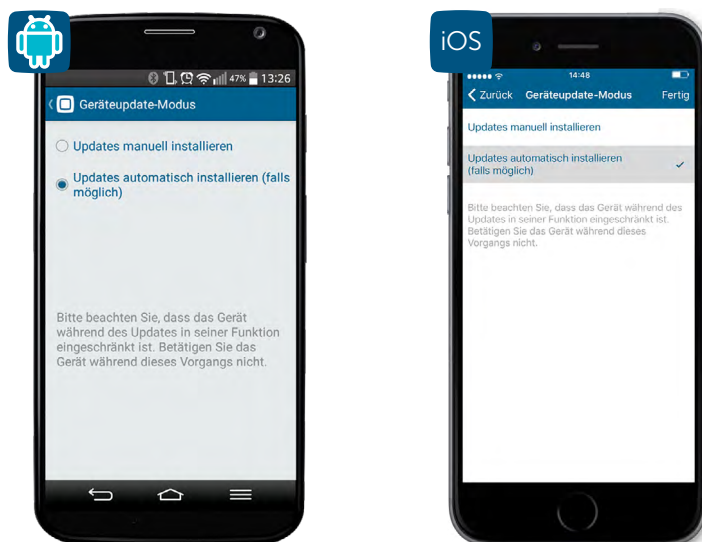 47% 13:26
Geräteupdate-Modus
Updates manuell installieren
Updates automatisch installieren (falls
möglich)
Bitte beachten Sie, dass das Gerät
während des Updates in seiner Funktion
eingeschränkt ist. Betätigen Sie das
Gerät während dieses Vorgangs nicht.
iOS
14:48
Zurück Geräteupdate-Modus Fertig
Updates manuell installieren
Updates automatisch installieren
(falls möglich)
Bitte beachten Sie, dass das Gerät während des
Updates in seiner Funktion eingeschränkt ist.
Betätigen Sie das Gerät während dieses
Vorgangs nicht.